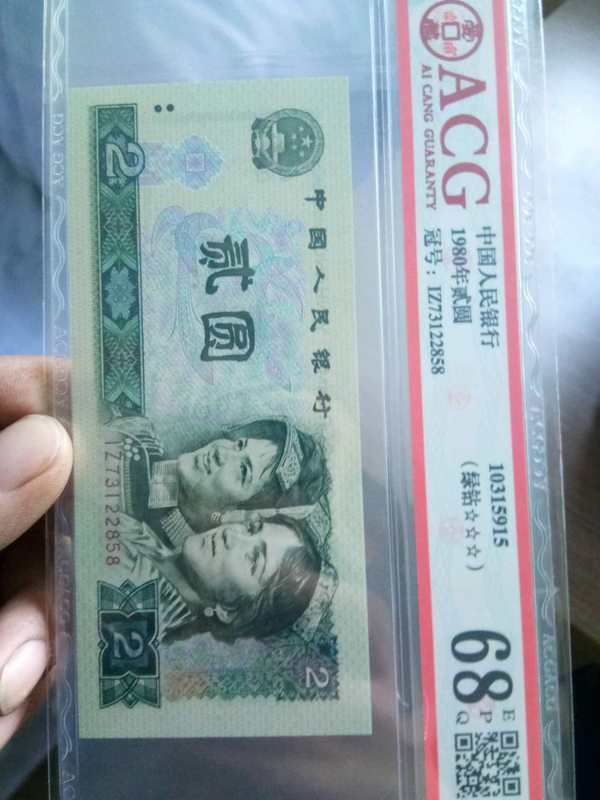 ACG
AI CANG GUARANTY
中国人民银行
1980年贰圆
冠号：IZ73122858
10315915
(绿钻☆☆☆)
68
E
P
Q
中国人民银行
贰圆
2
IZ73122858
2
2